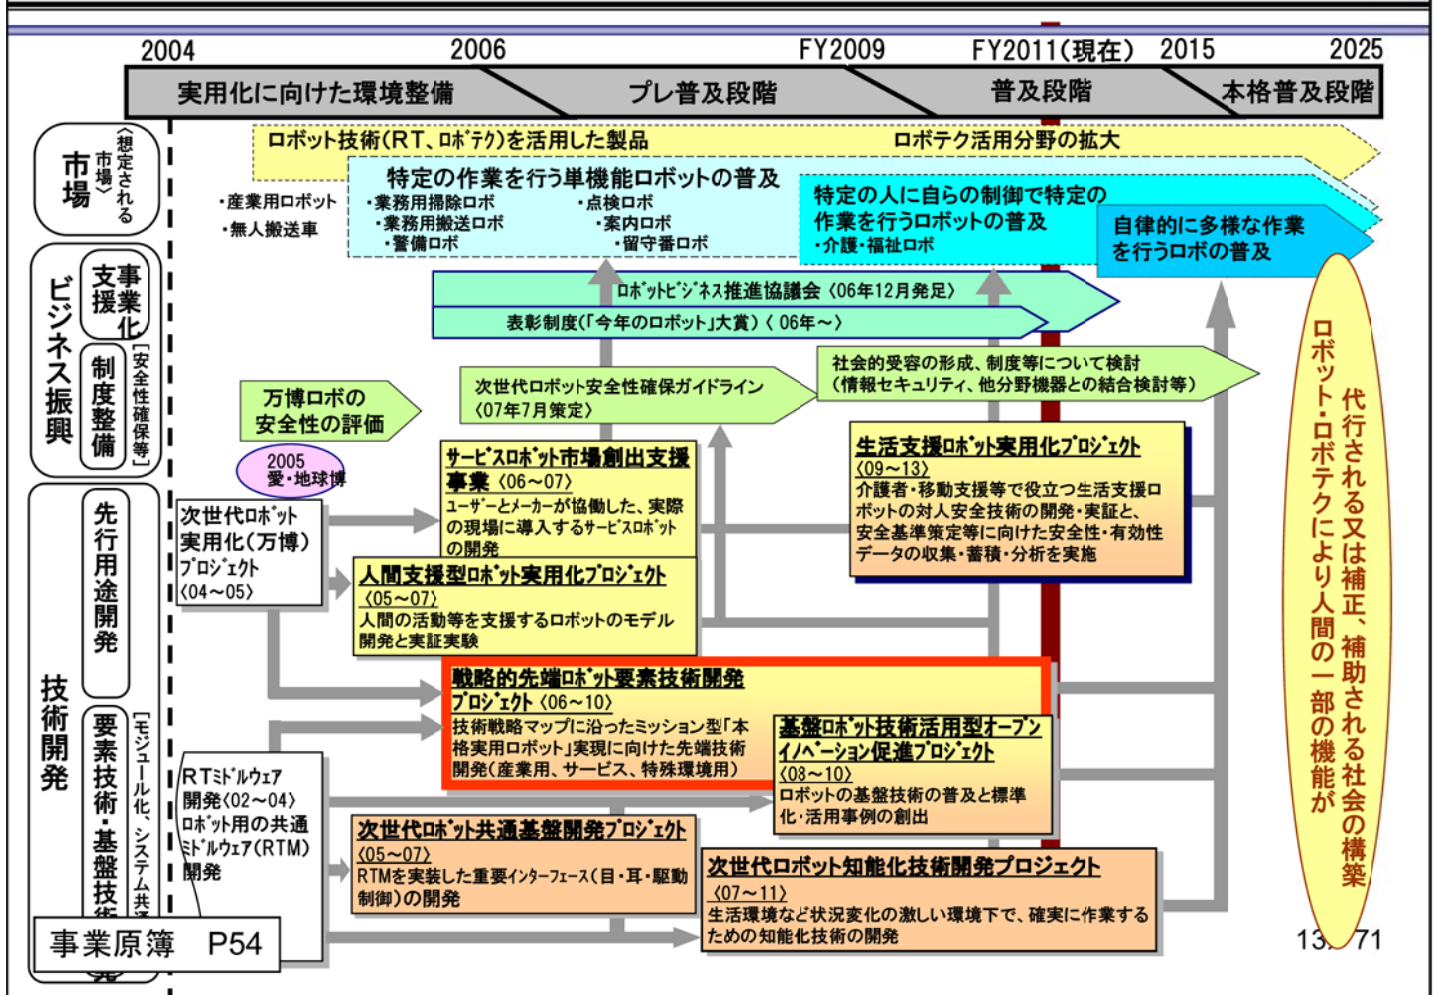 2004
2006
FY2009
FY2011(現在)
2015
2025
実用化に向けた環境整備
プレ普及段階
普及段階
本格普及段階
市場
〈想定される
市場〉
ロボット技術(RT、ロボテク)を活用した製品
ロボテク活用分野の拡大
・産業用ロボット
・無人搬送車
特定の作業を行う単機能ロボットの普及
・業務用掃除ロボ
・業務用搬送ロボ
・警備ロボ
・点検ロボ
・案内ロボ
・留守番ロボ
特定の人に自らの制御で特定の
作業を行うロボットの普及
・介護・福祉ロボ
自律的に多様な作業
を行うロボの普及
ビジネス振興
事業化
支援
制度整備
[安全性確保等]
ロボットビジネス推進協議会〈06年12月発足〉
表彰制度(「今年のロボット」大賞)〈06年~〉
万博ロボの
安全性の評価
次世代ロボット安全性確保ガイドライン
〈07年7月策定〉
社会的受容の形成、制度等について検討
(情報セキュリティ、他分野機器との結合検討等)
2005
愛・地球博
技術開発
先行用途開発
要素技術・基盤技術
[モジュール化、システム共通
次世代ロボット
実用化(万博)
プロジェクト
〈04~05〉
サービスロボット市場創出支援
事業〈06~07〉
ユーザーとメーカーが協働した、実際
の現場に導入するサービスロボット
の開発
人間支援型ロボット実用化プロジェクト
〈05~07〉
人間の活動等を支援するロボットのモデル
開発と実証実験
生活支援ロボット実用化プロジェクト
〈09~13〉
介護者・移動支援等で役立つ生活支援ロ
ボットの対人安全技術の開発・実証と、
安全基準策定等に向けた安全性・有効性
データの収集・蓄積・分析を実施
戦略的先端ロボット要素技術開発
プロジェクト〈06~10〉
技術戦略マップに沿ったミッション型「本
格実用ロボット」実現に向けた先端技術
開発(産業用、サービス、特殊環境用)
基盤ロボット技術活用型オープン
イノベーション促進プロジェクト
〈08~10〉
ロボットの基盤技術の普及と標準
化・活用事例の創出
RTミドルウェア
開発〈02~04〉
ロボット用の共通
ミドルウェア(RTM)
開発
次世代ロボット共通基盤開発プロジェクト
〈05~07〉
RTMを実装した重要インターフェース(目・耳・駆動
制御)の開発
次世代ロボット知能化技術開発プロジェクト
〈07~11〉
生活環境など状況変化の激しい環境下で、確実に作業する
ための知能化技術の開発
ロボット・ロボテクにより人間の一部の機能が
代行される又は補正、補助される社会の構築
事業原簿 P54
13/71